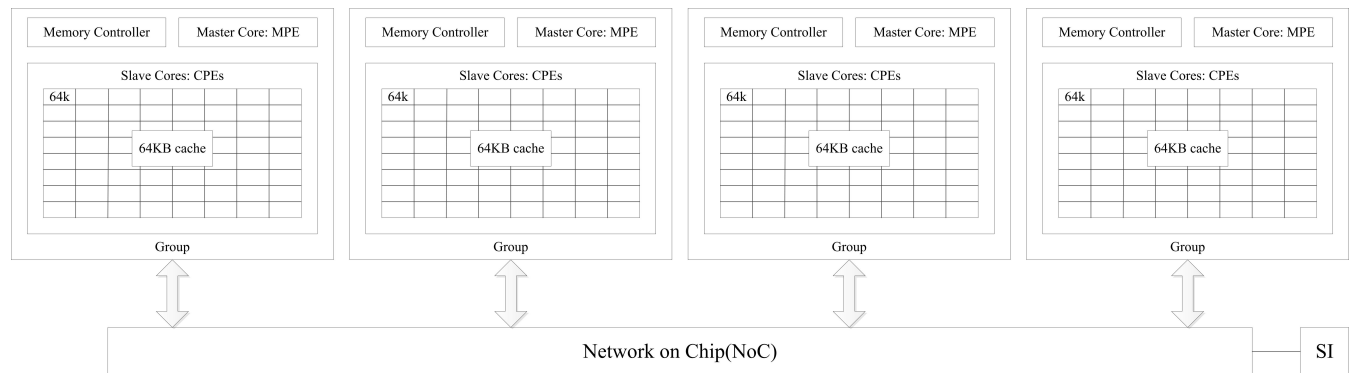 Memory Controller
Master Core: MPE
Slave Cores: CPEs
64k
64KB cache
Group
Memory Controller
Master Core: MPE
Slave Cores: CPEs
64k
64KB cache
Group
Memory Controller
Master Core: MPE
Slave Cores: CPEs
64k
64KB cache
Group
Memory Controller
Master Core: MPE
Slave Cores: CPEs
64k
64KB cache
Group
Network on Chip(NoC)
SI